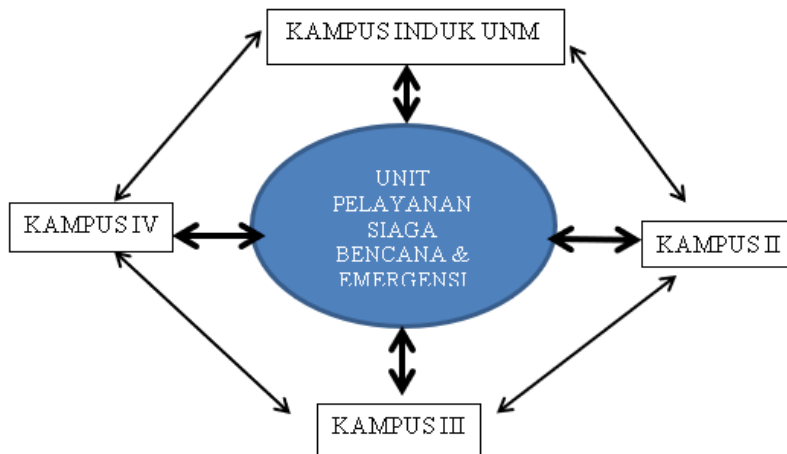 KAMPUS INDUK UNM
UNIT
PELAYANAN
SIAGA
BENCANA &
EMERGENSI
KAMPUS IV
KAMPUS II
KAMPUS III